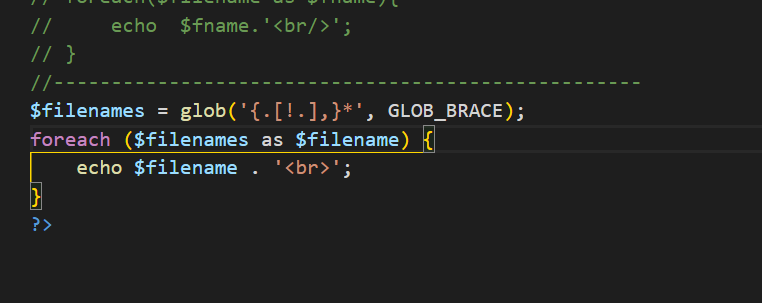 // foreach($filename as $fname){
//     echo  $fname.'<br/>';
// }
//---------------------------------------------------
$filenames = glob('{.[!.],}*', GLOB_BRACE);
foreach ($filenames as $filename) {
    echo $filename . '<br>';
}
?>